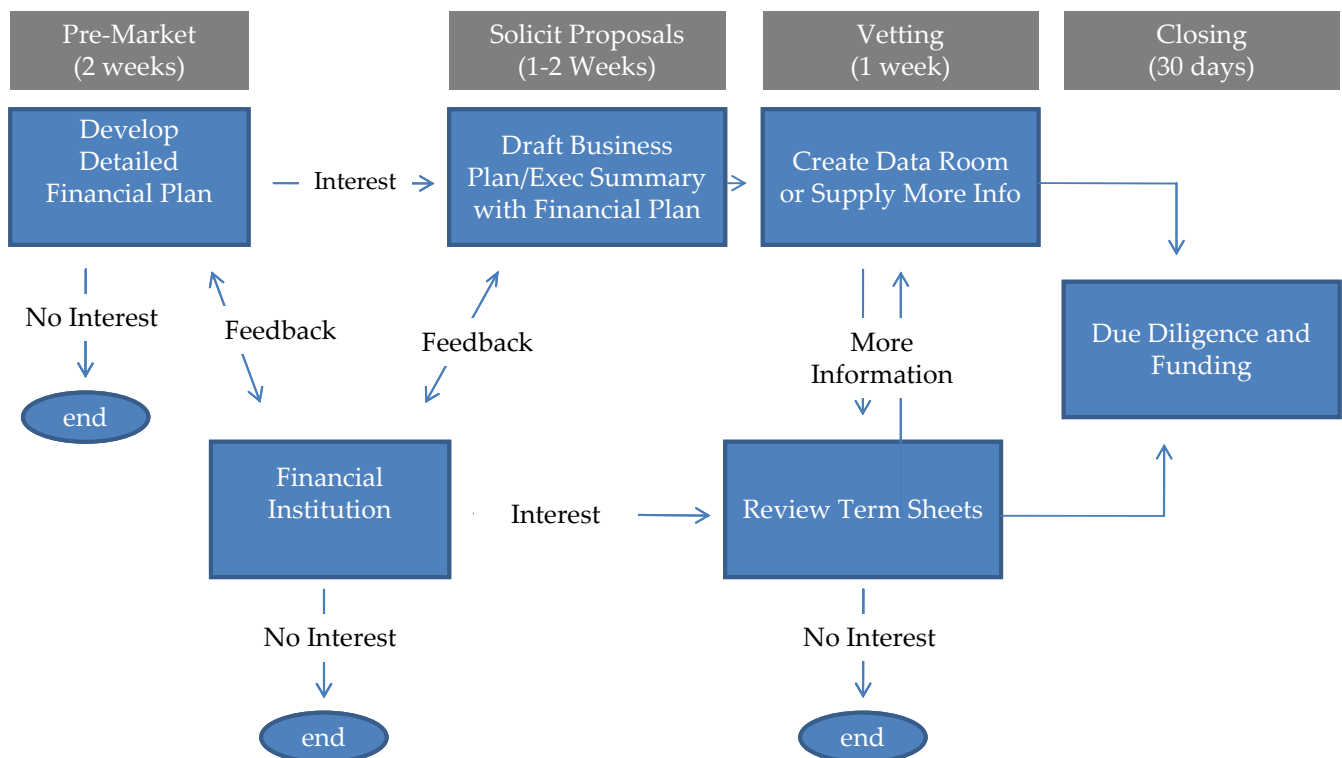 Pre-Market
(2 weeks)
Solicit Proposals
(1-2 Weeks)
Vetting
(1 week)
Closing
(30 days)
Develop
Detailed
Financial Plan
Interest
Draft Business
Plan/Exec Summary
with Financial Plan
Create Data Room
or Supply More Info
No Interest
Feedback
Feedback
More
Information
Due Diligence and
Funding
end
Financial
Institution
Interest
Review Term Sheets
No Interest
No Interest
end
end